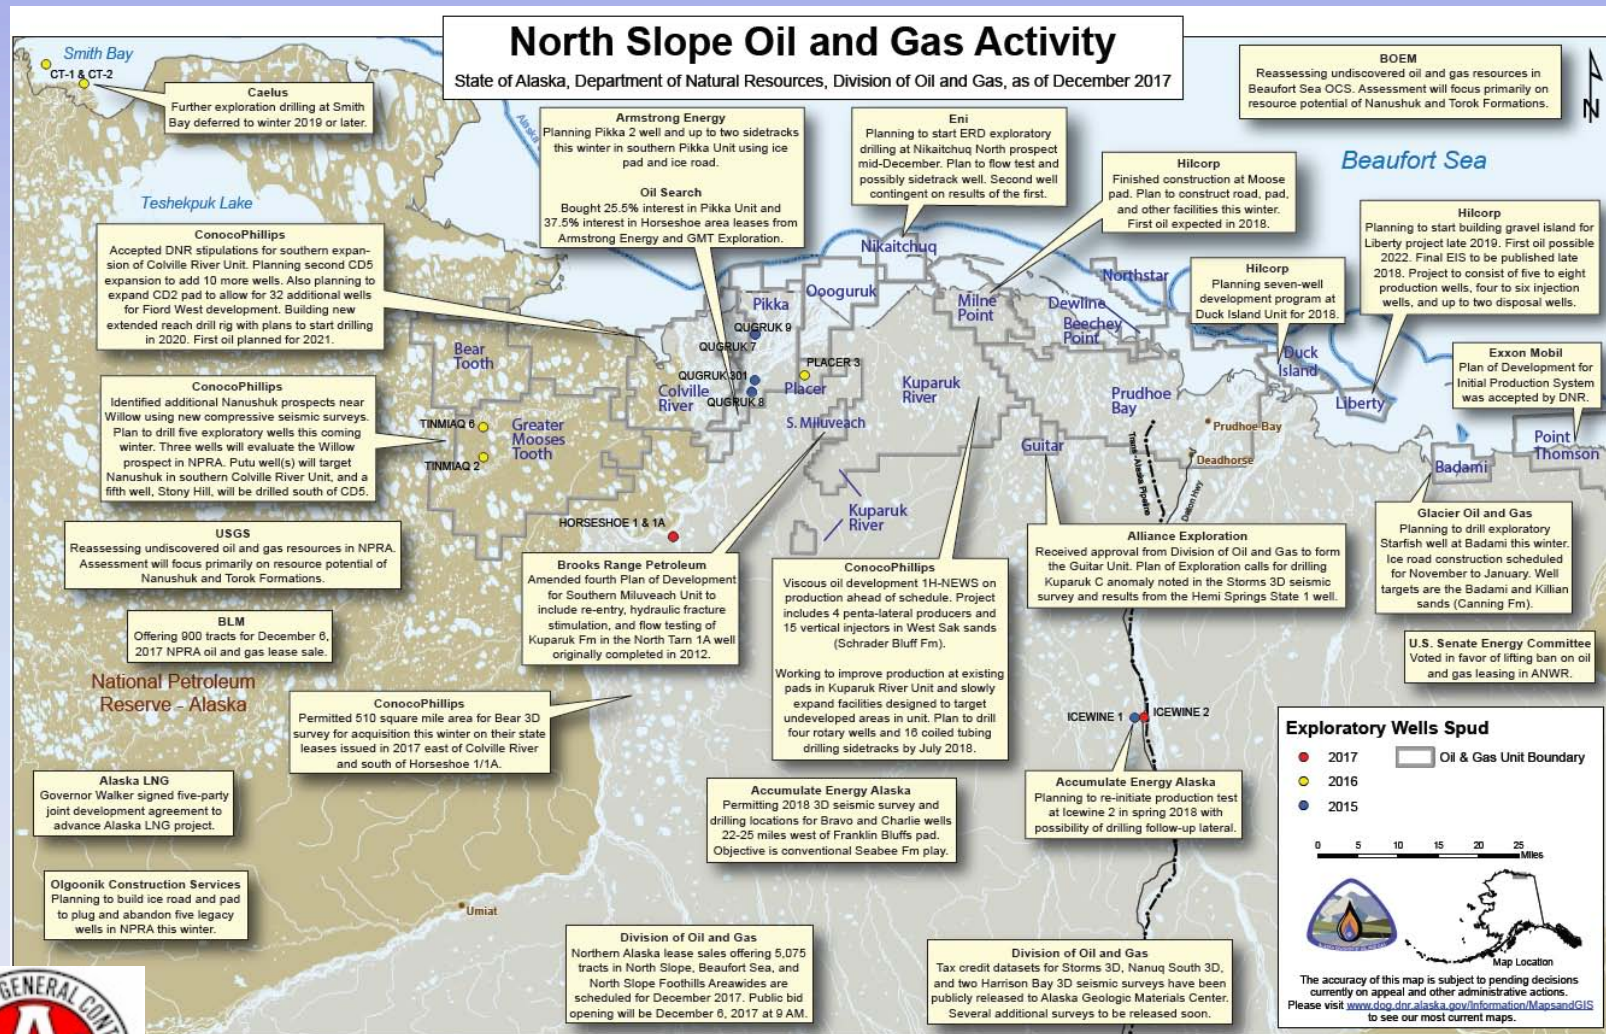 North Slope Oil and Gas Activity
State of Alaska, Department of Natural Resources, Division of Oil and Gas, as of December 2017
BOEM
Reassessing undiscovered oil and gas resources in
Beaufort Sea OCS. Assessment will focus primarily on
resource potential of Nanushuk and Torok Formations.
N
Smith Bay
CT-1 & CT-2
Caelus
Further exploration drilling at Smith
Bay deferred to winter 2019 or later.
Alaska
Armstrong Energy
Planning Pikka 2 well and up to two sidetracks
this winter in southern Pikka Unit using ice
pad and ice road.
Oil Search
Bought 25.5% interest in Pikka Unit and
37.5% interest in Horseshoe area leases from
Armstrong Energy and GMT Exploration.
Eni
Planning to start ERD exploratory
drilling at Nikaitchuq North prospect
mid-December. Plan to flow test and
possibly sidetrack well. Second well
contingent on results of the first.
Hilcorp
Finished construction at Moose
pad. Plan to construct road, pad,
and other facilities this winter.
First oil expected in 2018.
Beaufort Sea
Hilcorp
Planning to start building gravel island for
Liberty project late 2019. First oil possible
2022. Final EIS to be published late
2018. Project to consist of five to eight
production wells, four to six injection
wells, and up to two disposal wells.
Teshekpuk Lake
ConocoPhillips
Accepted DNR stipulations for southern expan-
sion of Colville River Unit. Planning second CD5
expansion to add 10 more wells. Also planning to
expand CD2 pad to allow for 32 additional wells
for Fiord West development. Building new
extended reach drill rig with plans to start drilling
in 2020. First oil planned for 2021.
Hilcorp
Planning seven-well
development program at
Duck Island Unit for 2018.
Exxon Mobil
Plan of Development for
Initial Production System
was accepted by DNR.
Nikaitchuq
Northstar
Oooguruk
Pikka
Milne
Point
Dewline
Beechey
Point
QUGRUK 9
QUGRUK 7
Bear
Tooth
PLACER 3
Duck
Island
QUGRUK 301
Placer
Colville
River
QUGRUK 8
Kuparuk
River
Prudhoe
Bay
Liberty
ConocoPhillips
Identified additional Nanushuk prospects near
Willow using new compressive seismic surveys.
Plan to drill five exploratory wells this coming
winter. Three wells will evaluate the Willow
prospect in NPRA. Putu well(s) will target
Nanushuk in southern Colville River Unit, and a
fifth well, Stony Hill, will be drilled south of CD5.
TINMIAQ 6
Greater
Mooses
Tooth
TINMIAQ 2
S. Miluveach
Guitar
Prudhoe Bay
Deadhorse
Trans-Alaska Pipeline
Dalton Hwy
Badami
Point
Thomson
Kuparuk
River
HORSESHOE 1 & 1A
USGS
Reassessing undiscovered oil and gas resources in NPRA.
Assessment will focus primarily on resource potential of
Nanushuk and Torok Formations.
Brooks Range Petroleum
Amended fourth Plan of Development
for Southern Miluveach Unit to
include re-entry, hydraulic fracture
stimulation, and flow testing of
Kuparuk Fm in the North Tarn 1A well
originally completed in 2012.
ConocoPhillips
Viscous oil development 1H-NEWS on
production ahead of schedule. Project
includes 4 penta-lateral producers and
15 vertical injectors in West Sak sands
(Schrader Bluff Fm).
Working to improve production at existing
pads in Kuparuk River Unit and slowly
expand facilities designed to target
undeveloped areas in unit. Plan to drill
four rotary wells and 16 coiled tubing
drilling sidetracks by July 2018.
Alliance Exploration
Received approval from Division of Oil and Gas to form
the Guitar Unit. Plan of Exploration calls for drilling
Kuparuk C anomaly noted in the Storms 3D seismic
survey and results from the Hemi Springs State 1 well.
Glacier Oil and Gas
Planning to drill exploratory
Starfish well at Badami this winter.
Ice road construction scheduled
for November to January. Well
targets are the Badami and Killian
sands (Canning Fm).
BLM
Offering 900 tracts for December 6,
2017 NPRA oil and gas lease sale.
U.S. Senate Energy Committee
Voted in favor of lifting ban on oil
and gas leasing in ANWR.
National Petroleum
Reserve - Alaska
ConocoPhillips
Permitted 510 square mile area for Bear 3D
survey for acquisition this winter on their state
leases issued in 2017 east of Colville River
and south of Horseshoe 1/1A.
ICEWINE 1
ICEWINE 2
Alaska LNG
Governor Walker signed five-party
joint development agreement to
advance Alaska LNG project.
Accumulate Energy Alaska
Permitting 2018 3D seismic survey and
drilling locations for Bravo and Charlie wells
22-25 miles west of Franklin Bluffs pad.
Objective is conventional Seabee Fm play.
Accumulate Energy Alaska
Planning to re-initiate production test
at Icewine 2 in spring 2018 with
possibility of drilling follow-up lateral.
Exploratory Wells Spud
2017
Oil & Gas Unit Boundary
2016
2015
0 5 10 15 20 25
Miles
Olgoonik Construction Services
Planning to build ice road and pad
to plug and abandon five legacy
wells in NPRA this winter.
Umiat
Division of Oil and Gas
Northern Alaska lease sales offering 5,075
tracts in North Slope, Beaufort Sea, and
North Slope Foothills Areawides are
scheduled for December 2017. Public bid
opening will be December 6, 2017 at 9 AM.
Division of Oil and Gas
Tax credit datasets for Storms 3D, Nanuq South 3D,
and two Harrison Bay 3D seismic surveys have been
publicly released to Alaska Geologic Materials Center.
Several additional surveys to be released soon.
Map Location
The accuracy of this map is subject to pending decisions
currently on appeal and other administrative actions.
Please visit www.dog.dnr.alaska.gov/Information/MapsandGIS
to see our most current maps.
GENERAL
A